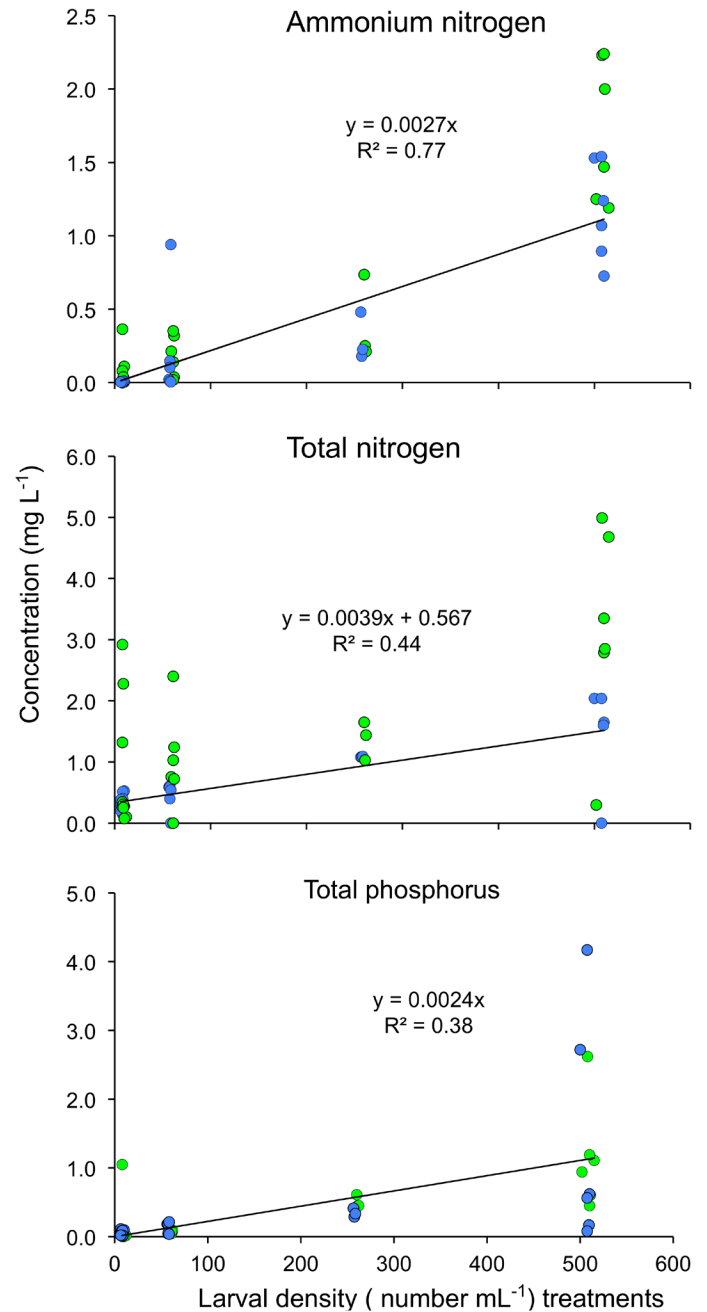 Ammonium nitrogen
2.5
2.0
1.5
1.0
0.5
0.0
y = 0.0027x
R² = 0.77
Total nitrogen
6.0
5.0
4.0
3.0
2.0
1.0
0.0
y = 0.0039x + 0.567
R² = 0.44
Concentration (mg L⁻¹)
Total phosphorus
5.0
4.0
3.0
2.0
1.0
0.0
y = 0.0024x
R² = 0.38
0 100 200 300 400 500 600
Larval density ( number mL⁻¹) treatments